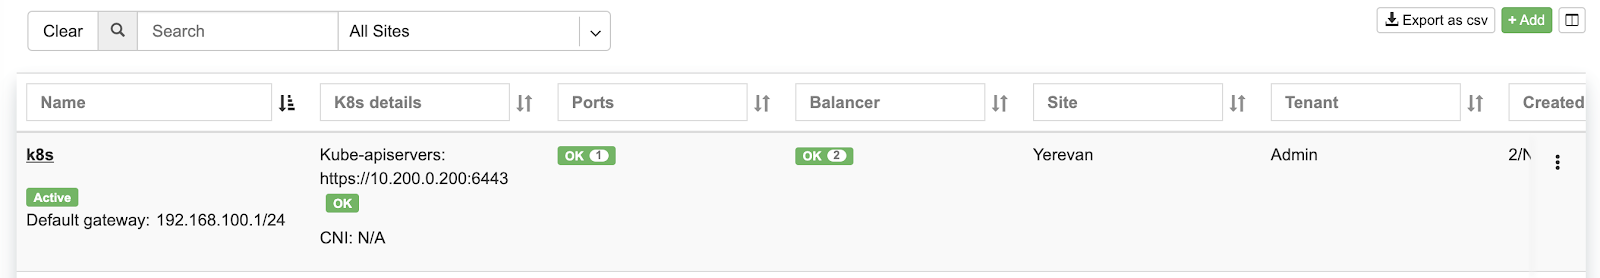 Clear
Search
All Sites
Export as csv
+ Add
Name
K8s details
Ports
Balancer
Site
Tenant
Created
k8s
Kube-apiservers:
OK 1
OK 2
Yerevan
Admin
2/N
https://10.200.0.200:6443
Active
OK
Default gateway: 192.168.100.1/24
CNI: N/A